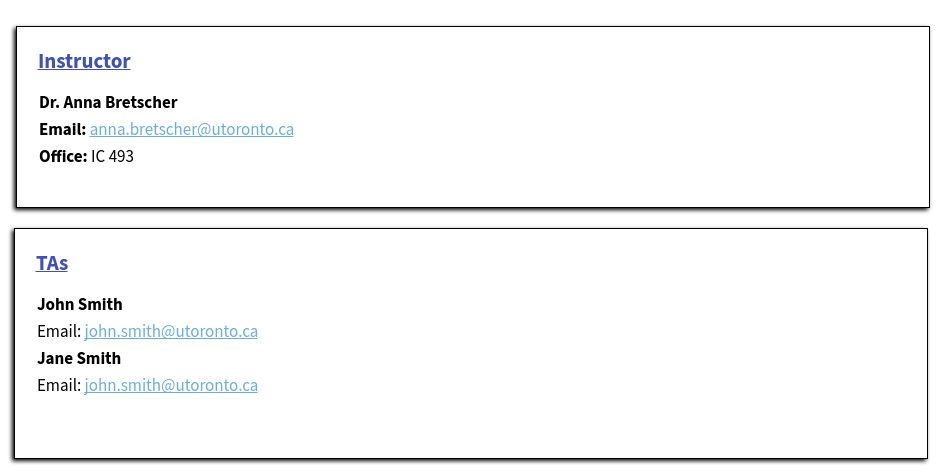 Instructor
Dr. Anna Bretscher
Email: anna.bretscher@utoronto.ca
Office: IC 493
TAs
John Smith
Email: john.smith@utoronto.ca
Jane Smith
Email: john.smith@utoronto.ca